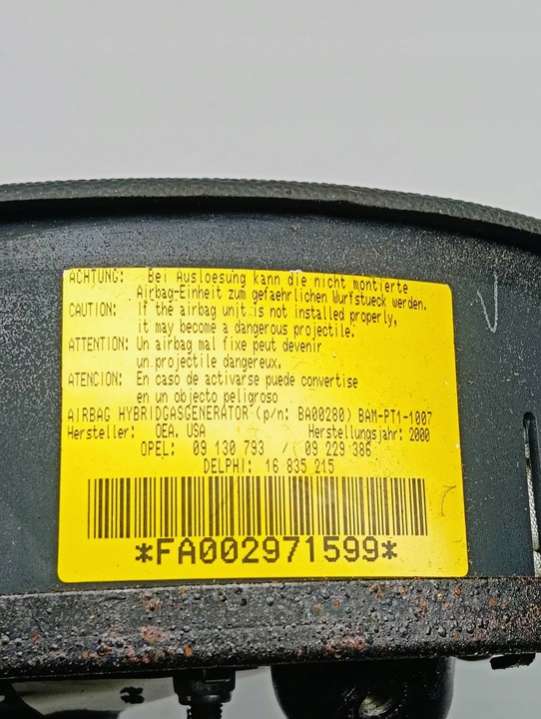 ACHTUNG: Bei Ausloesung kann die nicht montierte
Airbag-Einheit zum gefaehrlichen Wurfstueck werden.
CAUTION: If the airbag unit is not installed properly,
it may become a dangerous projectile.
ATTENTION: Un airbag mal fixe peut devenir
un projectile dangereux.
ATENCION: En caso de activarse puede convertise
en un objecto peligroso
AIRBAG HYBRIDGASGENERATOR (p/n: BA00280) BAM-PT1-1007
Hersteller: OEA, USA Herstellungsjahr: 2000
OPEL: 09 130 793 / 09 229 386
DELPHI: 16 835 215
*FA002971599*